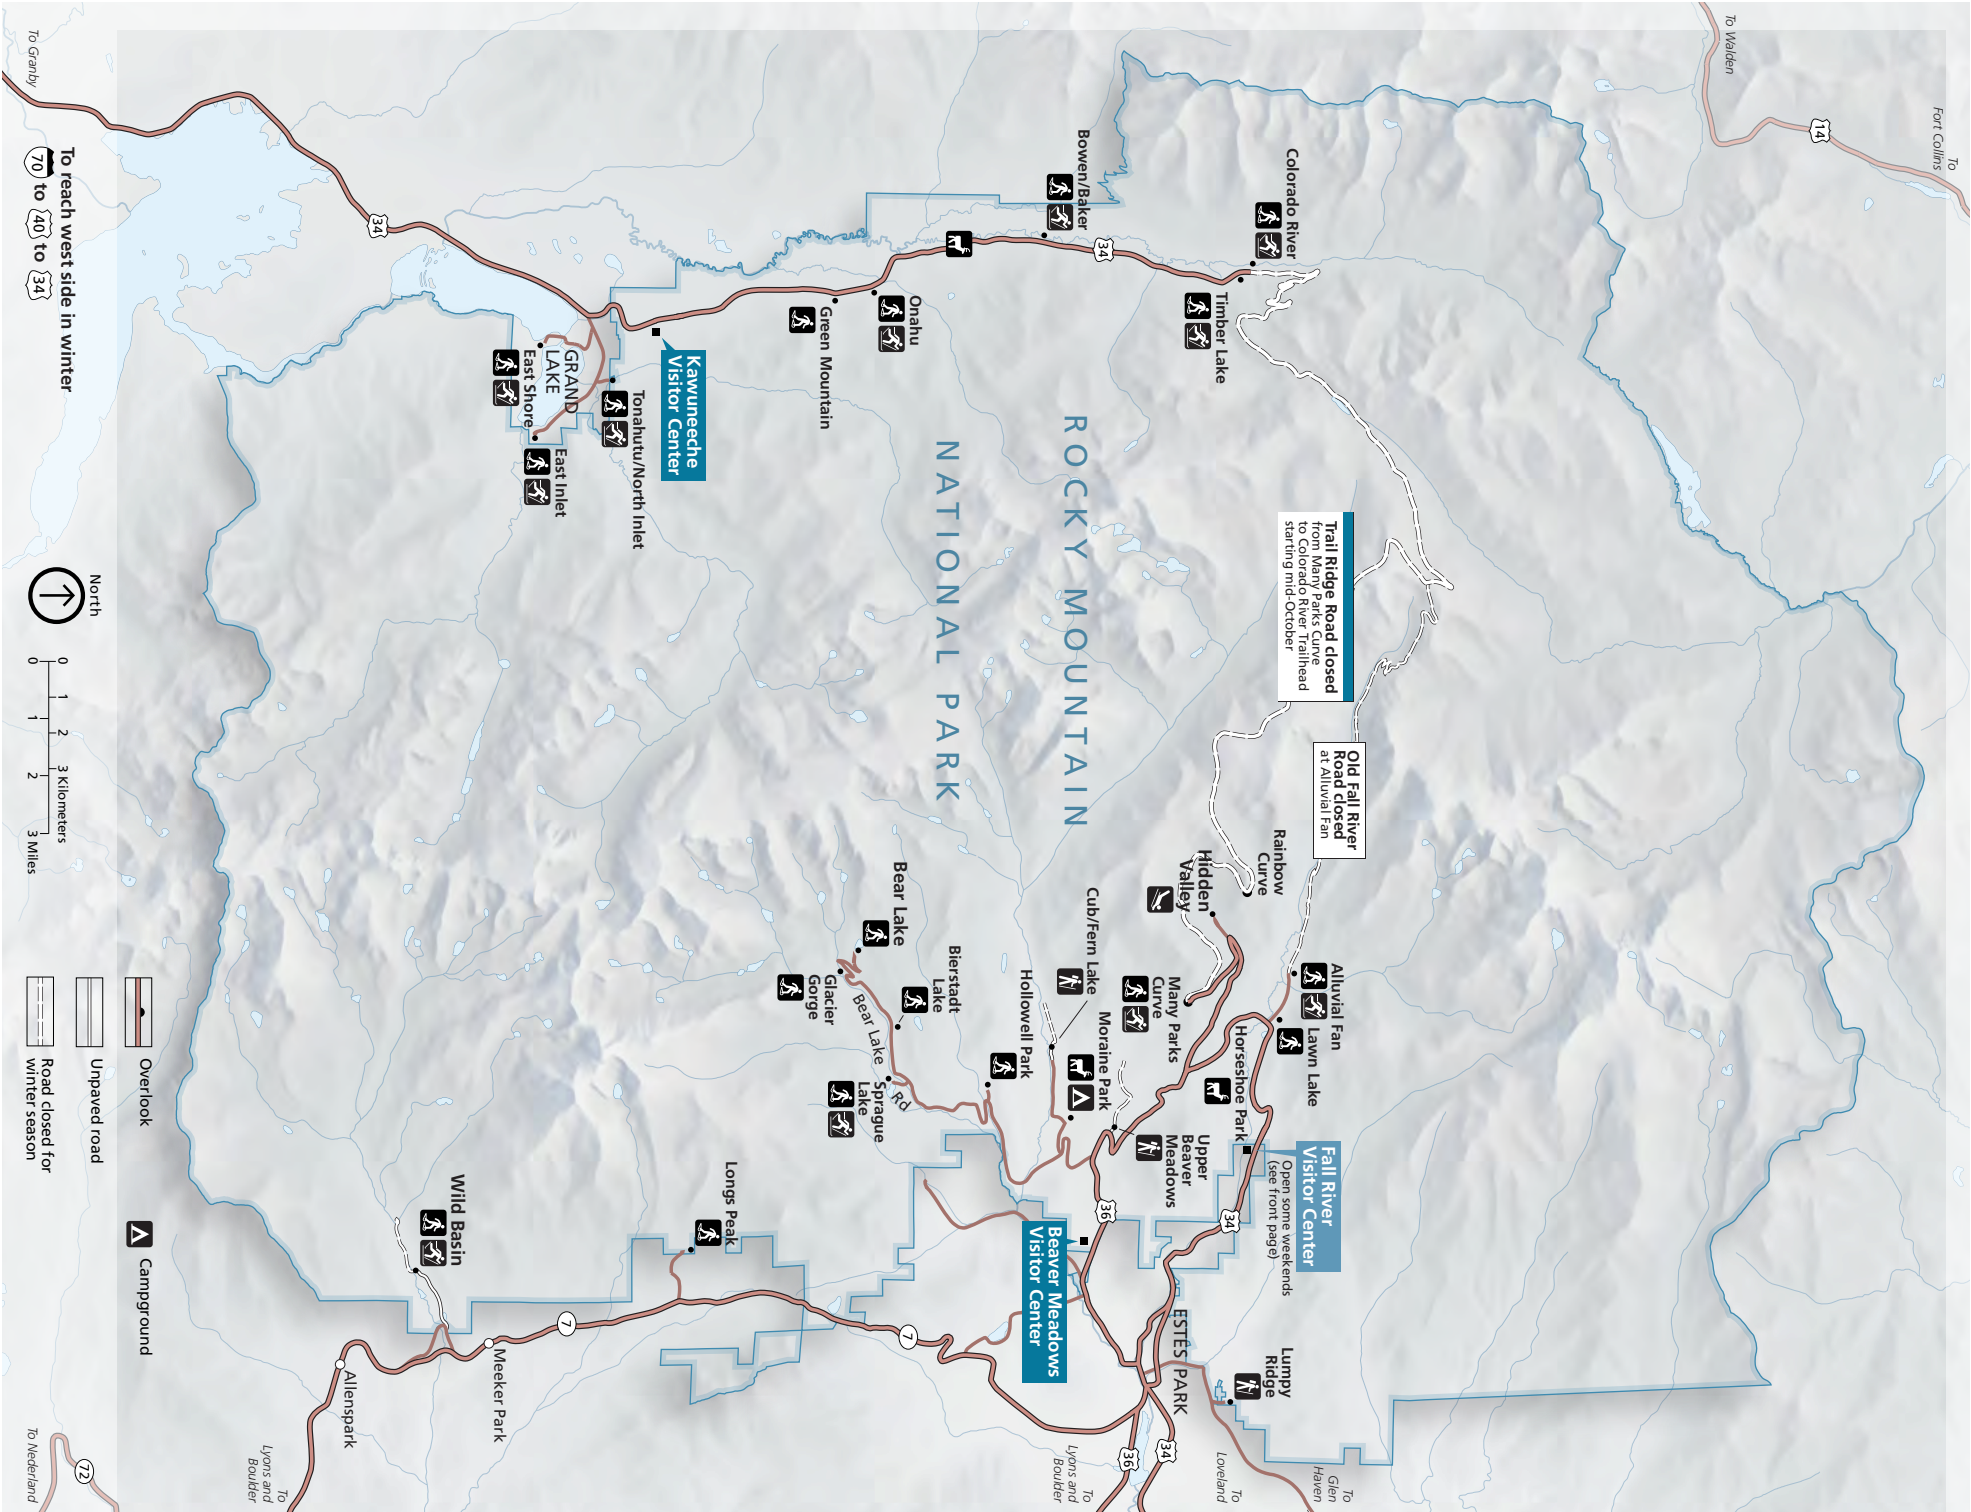 To Walden
To
Fort Collins
14
Colorado River
Timber Lake
Bowen/Baker
34
Trail Ridge Road closed
from Many Parks Curve
to Colorado River Trailhead
starting mid-October
Old Fall River
Road closed
at Alluvial Fan
Rainbow
Curve
Hidden
Valley
Alluvial Fan
Lawn Lake
Many Parks
Curve
Horseshoe Park
Fall River
Visitor Center
Open some weekends
(see front page)
34
Lumpy
Ridge
To
Glen
Haven
To
Loveland
34
36
To
Lyons and
Boulder
ESTES PARK
Upper
Beaver
Meadows
36
Beaver Meadows
Visitor Center
Moraine Park
Cub/Fern Lake
Hollowell Park
Bierstadt
Lake
Bear Lake
Glacier
Gorge
Bear Lake Rd
Sprague
Lake
ROCKY MOUNTAIN
NATIONAL PARK
Onahu
Green Mountain
Kawuneeche
Visitor Center
Tonahutu/North Inlet
GRAND
LAKE
East Shore
East Inlet
34
Longs Peak
7
7
Wild Basin
Meeker Park
Allenspark
To
Lyons and
Boulder
72
To Nederland
To Granby
To reach west side in winter
70 to 40 to 34
North
0 1 2 3 Kilometers
0 1 2 3 Miles
Overlook
Unpaved road
Road closed for
winter season
Campground